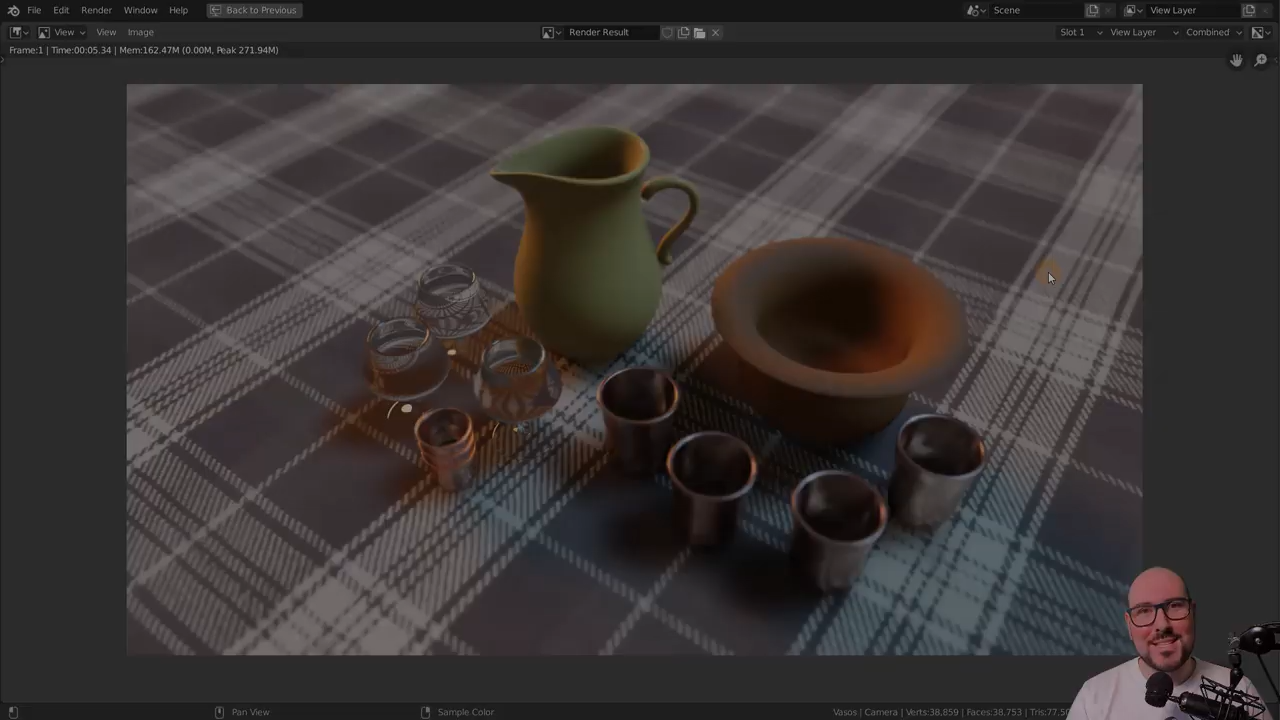 File Edit Render Window Help Back to Previous Scene View Layer
View View Image Render Result Slot 1 View Layer Combined
Frame:1 | Time:00:05.34 | Mem:162.47M (0.00M, Peak 271.94M)
Pan View Sample Color Vasos | Camera | Verts:38,859 | Faces:38,753 | Tris:77,50